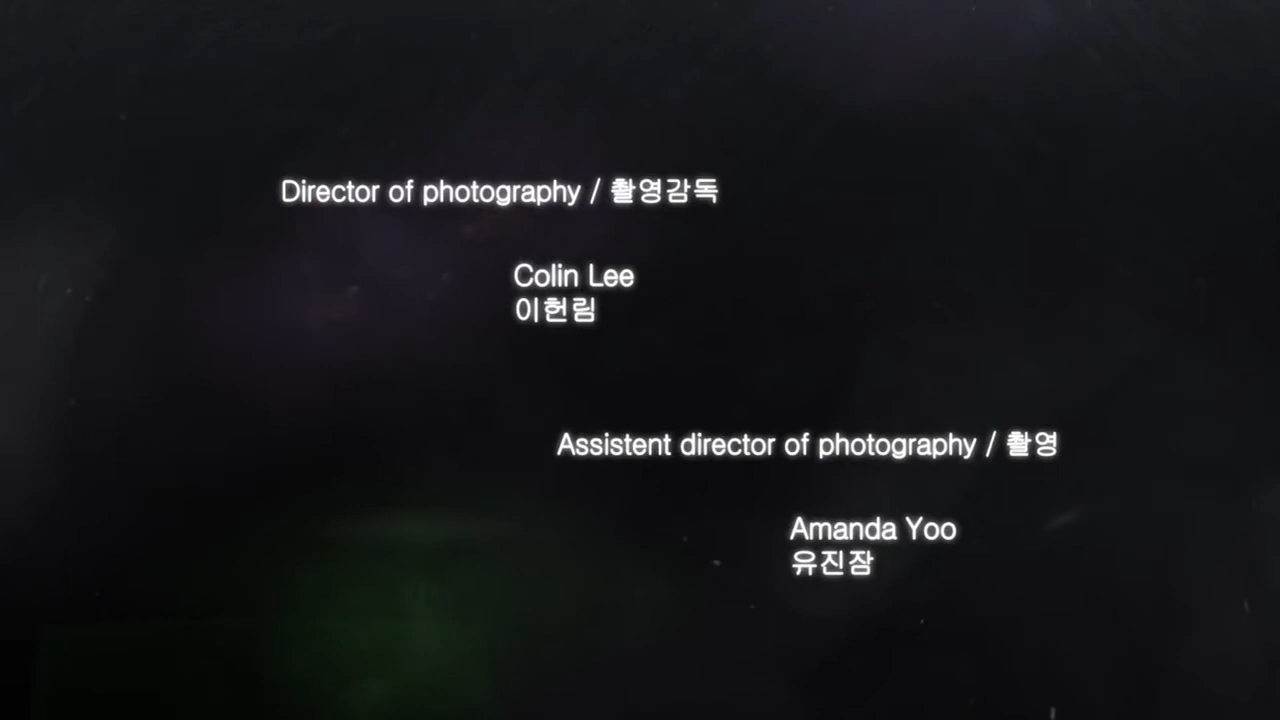 Director of photography / 촬영감독
Colin Lee
이헌림
Assistent director of photography / 촬영
Amanda Yoo
유진잠